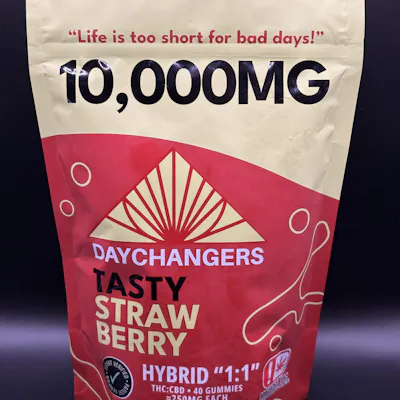 “Life is too short for bad days!”
10,000MG
DAYCHANGERS
TASTY
STRAW
BERRY
HYBRID “1:1”
THC:CBD • 40 GUMMIES
≈250MG EACH